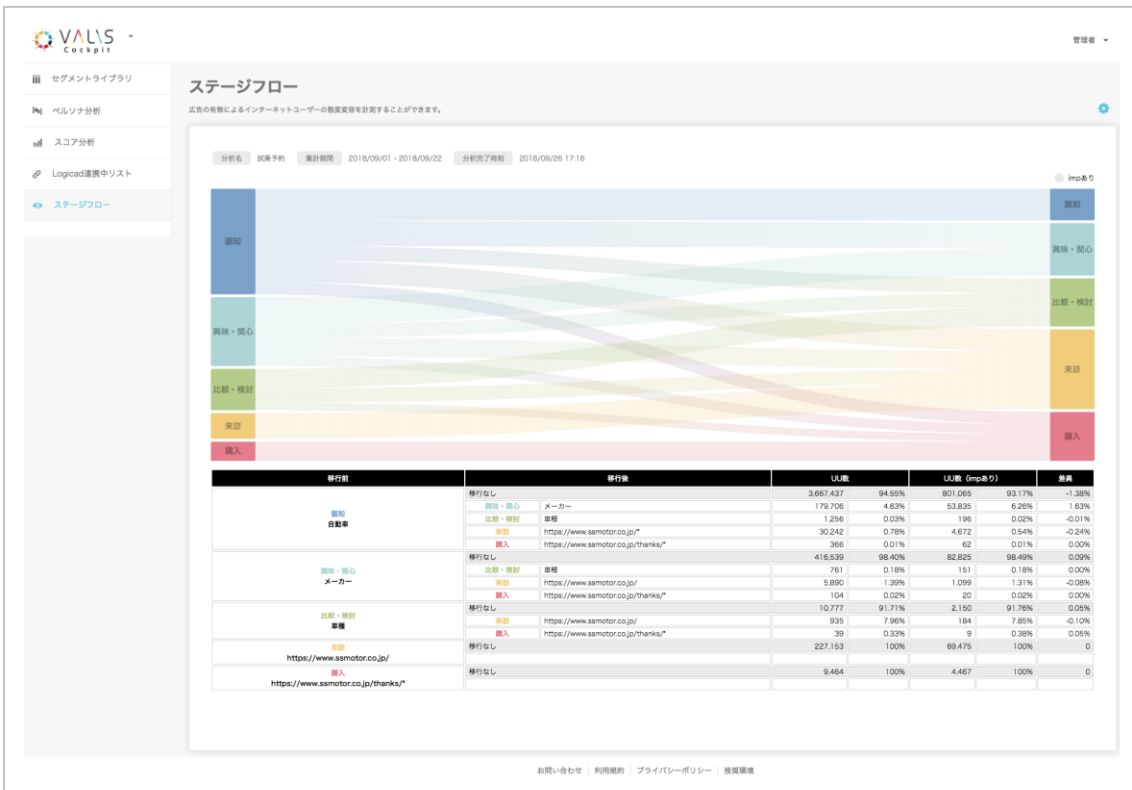 VALIS
Cockpit
管理者
セグメントライブラリ
ペルソナ分析
スコア分析
Logicad連携中リスト
ステージフロー
ステージフロー
広告の有無によるインターネットユーザーの態度変容を計測することができます。
分析名 試乗予約 集計期間 2018/09/01 - 2018/09/22 分析完了時刻 2018/09/26 17:16
impあり
認知 認知
興味・関心 興味・関心
比較・検討 比較・検討
来訪 来訪
購入 購入
移行前 移行後 UU数 UU数 (impあり) 差異
認知
自動車
移行なし 3,667,437 94.55% 801,065 93.17% -1.38%
興味・関心 メーカー 179,706 4.63% 53,835 6.26% 1.63%
比較・検討 車種 1,256 0.03% 196 0.02% -0.01%
来訪 https://www.ssmotor.co.jp/* 30,242 0.78% 4,672 0.54% -0.24%
購入 https://www.ssmotor.co.jp/thanks/* 366 0.01% 62 0.01% 0.00%
興味・関心
メーカー
移行なし 416,539 98.40% 82,825 98.49% 0.09%
比較・検討 車種 761 0.18% 151 0.18% 0.00%
来訪 https://www.ssmotor.co.jp/ 5,890 1.39% 1,099 1.31% -0.08%
購入 https://www.ssmotor.co.jp/thanks/* 104 0.02% 20 0.02% 0.00%
比較・検討
車種
移行なし 10,777 91.71% 2,150 91.76% 0.05%
来訪 https://www.ssmotor.co.jp/ 935 7.96% 184 7.85% -0.10%
購入 https://www.ssmotor.co.jp/thanks/* 39 0.33% 9 0.38% 0.05%
来訪
https://www.ssmotor.co.jp/
移行なし 227,153 100% 69,475 100% 0
購入
https://www.ssmotor.co.jp/thanks/*
移行なし 9,464 100% 4,467 100% 0
お問い合わせ 利用規約 プライバシーポリシー 推奨環境